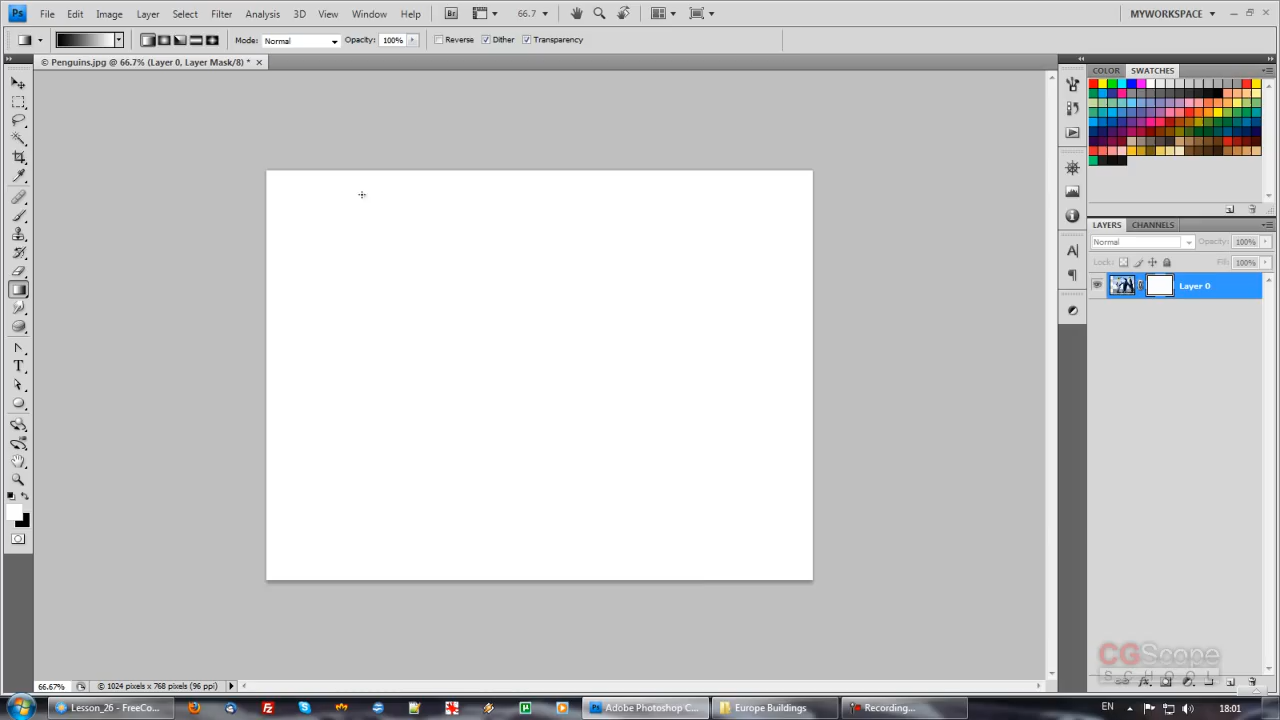 Ps File Edit Image Layer Select Filter Analysis 3D View Window Help Br 66.7 MYWORKSPACE
Mode: Normal Opacity: 100% Reverse Dither Transparency
© Penguins.jpg @ 66.7% (Layer 0, Layer Mask/8) *
COLOR SWATCHES
LAYERS CHANNELS
Normal Opacity: 100%
Lock: Fill: 100%
Layer 0
T
A
CGScope
SCHOOL
66.67% © 1024 pixels x 768 pixels (96 ppi)
Lesson_26 - FreeCo... Adobe Photoshop C... Europe Buildings Recording... EN 18:01